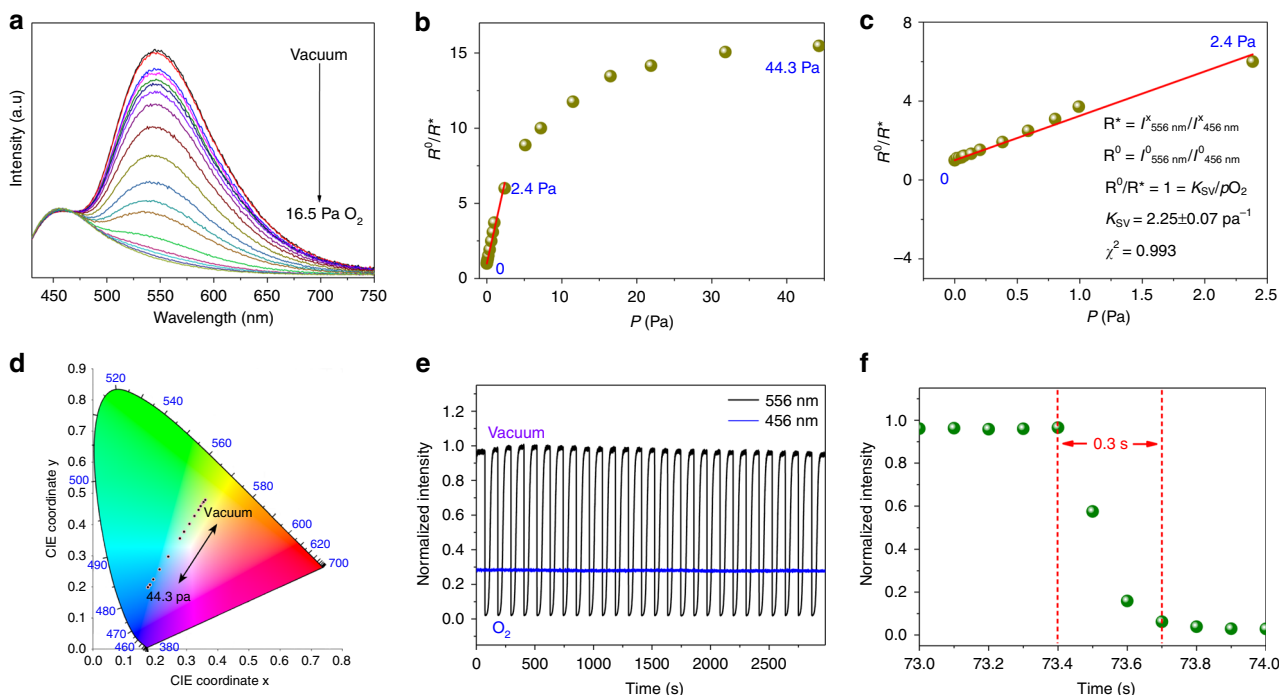 a
Intensity (a.u)
Vacuum
16.5 Pa O₂
450 500 550 600 650 700 750
Wavelength (nm)
b
R⁰/R*
15
10
5
0
44.3 Pa
2.4 Pa
0
0 10 20 30 40
P (Pa)
c
R⁰/R*
8
4
0
−4
2.4 Pa
0
R* = Iˣ₅₅₆ ₙₘ/Iˣ₄₅₆ ₙₘ
R⁰ = I⁰₅₅₆ ₙₘ/I⁰₄₅₆ ₙₘ
R⁰/R* = 1 = K_SV/pO₂
K_SV = 2.25±0.07 pa⁻¹
χ² = 0.993
0.0 0.5 1.0 1.5 2.0 2.5
P (Pa)
d
CIE coordinate y
0.9
0.8
0.7
0.6
0.5
0.4
0.3
0.2
0.1
0.0
520
540
560
500
580
600
620
700
490
480
470
460 380
Vacuum
44.3 pa
0.0 0.1 0.2 0.3 0.4 0.5 0.6 0.7 0.8
CIE coordinate x
e
Normalized intensity
1.2
1.0
0.8
0.6
0.4
0.2
0.0
556 nm
456 nm
Vacuum
O₂
0 500 1000 1500 2000 2500
Time (s)
f
Normalized intensity
1.0
0.8
0.6
0.4
0.2
0.0
0.3 s
73.0 73.2 73.4 73.6 73.8 74.0
Time (s)